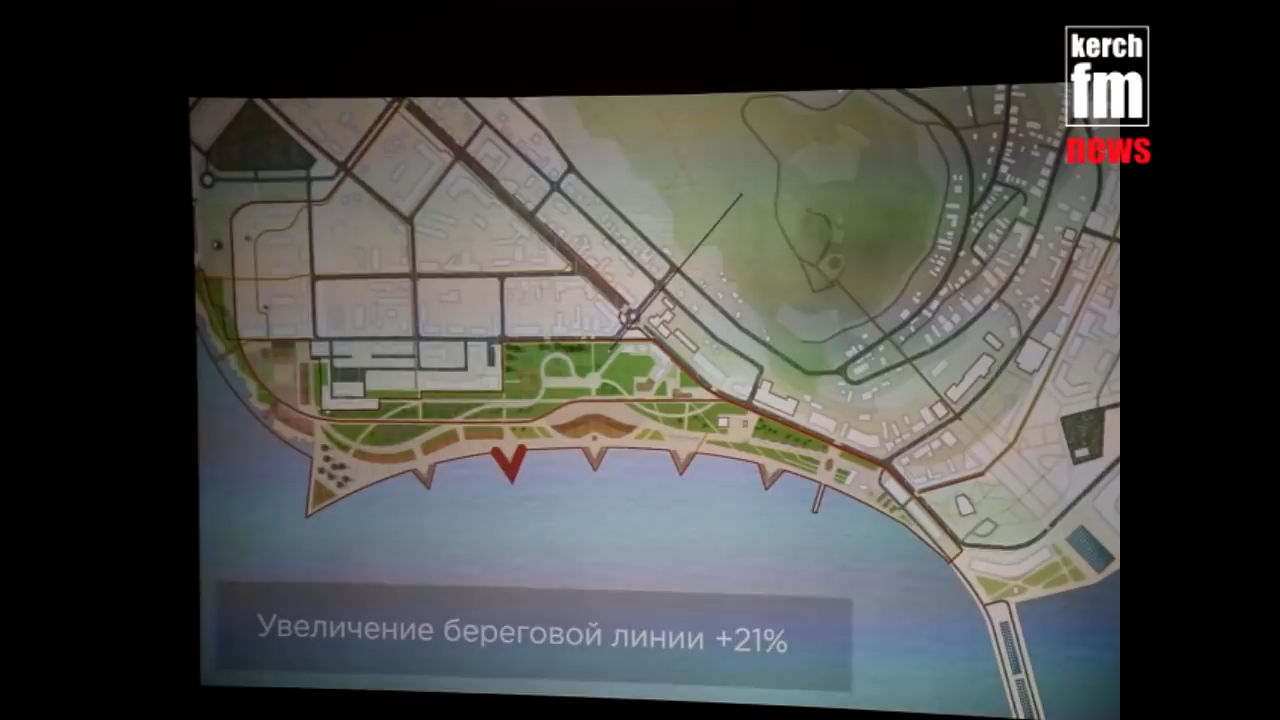 kerch
fm
news
Увеличение береговой линии +21%